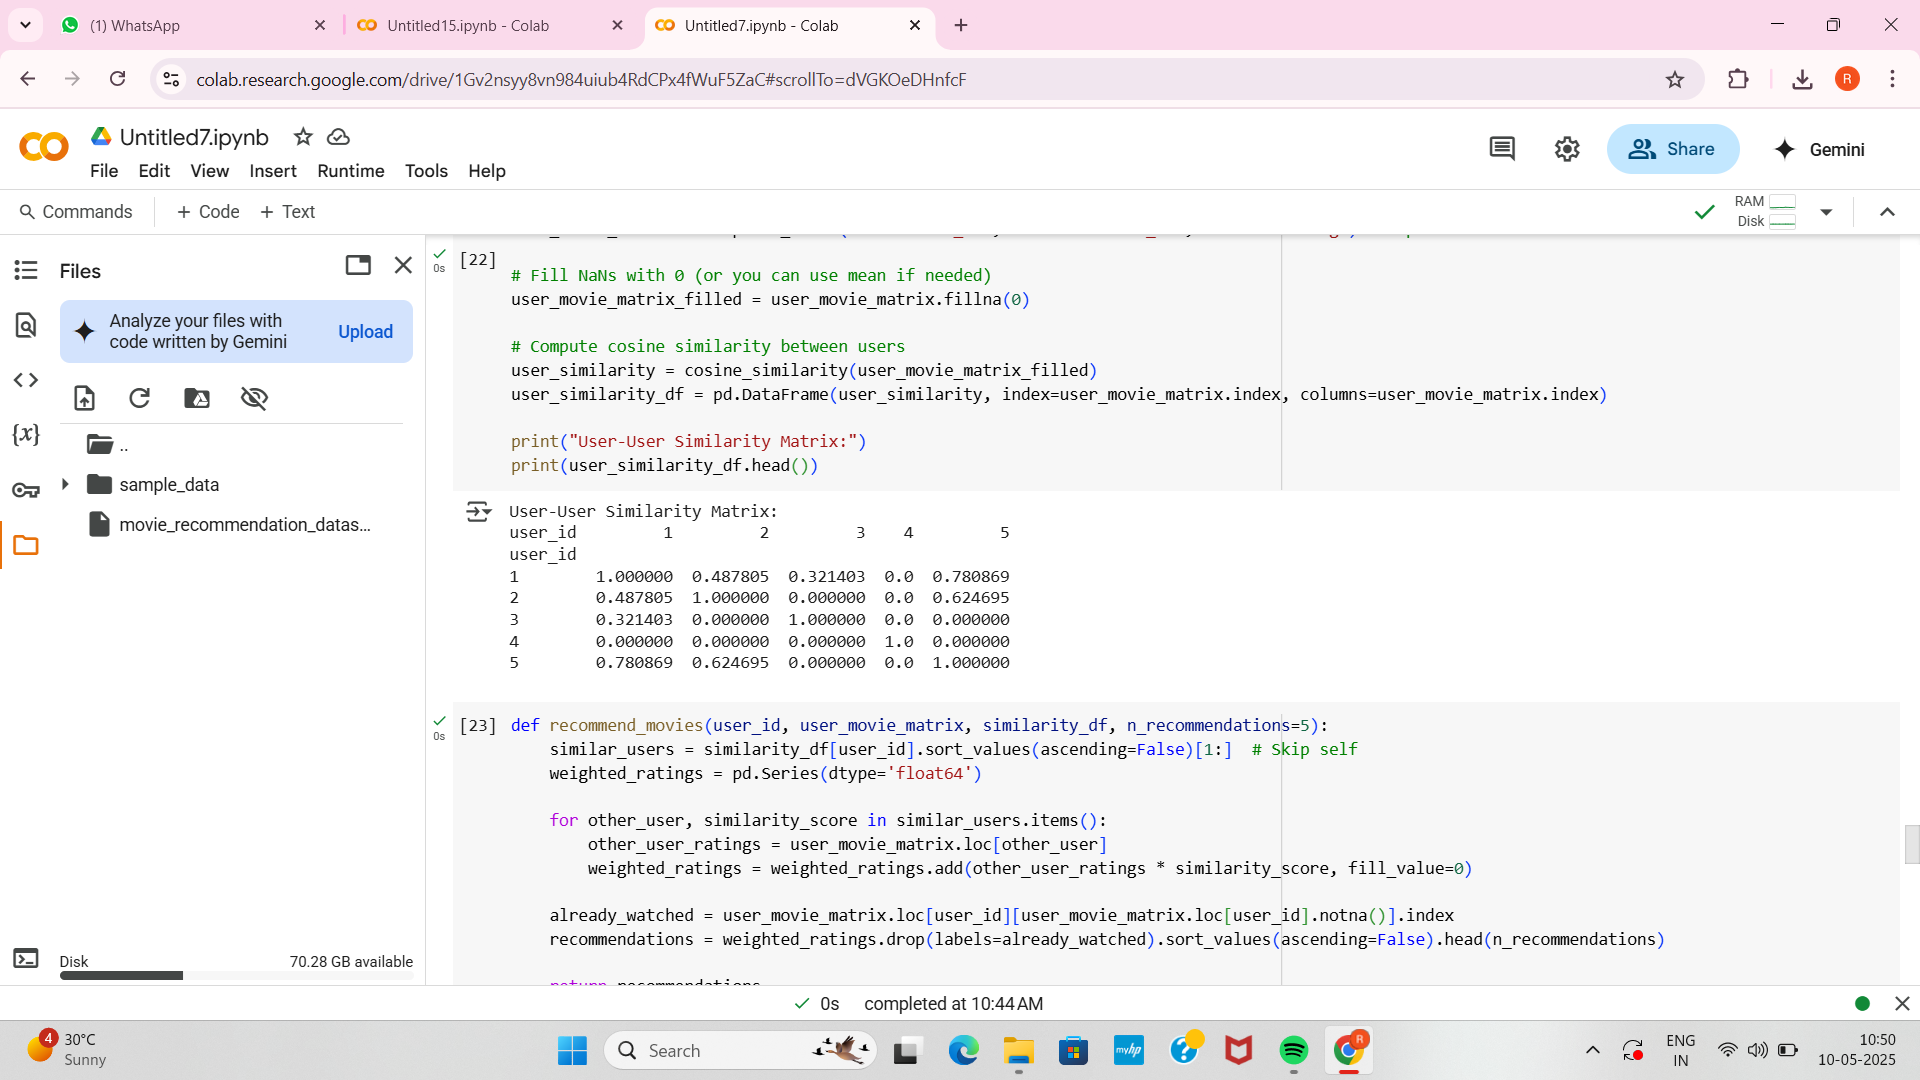 (1) WhatsApp
Untitled15.ipynb - Colab
Untitled7.ipynb - Colab
colab.research.google.com/drive/1Gv2nsyy8vn984uiub4RdCPx4fWuF5ZaC#scrollTo=dVGKOeDHnfcF
R
Untitled7.ipynb
File Edit View Insert Runtime Tools Help
Share
Gemini
Commands + Code + Text
RAM
Disk
Files
Analyze your files with
code written by Gemini
Upload
{x}
..
sample_data
movie_recommendation_datas...
Disk 70.28 GB available
0s
[22]
# Fill NaNs with 0 (or you can use mean if needed)
user_movie_matrix_filled = user_movie_matrix.fillna(0)
# Compute cosine similarity between users
user_similarity = cosine_similarity(user_movie_matrix_filled)
user_similarity_df = pd.DataFrame(user_similarity, index=user_movie_matrix.index, columns=user_movie_matrix.index)
print("User-User Similarity Matrix:")
print(user_similarity_df.head())
User-User Similarity Matrix:
user_id 1 2 3 4 5
user_id
1 1.000000 0.487805 0.321403 0.0 0.780869
2 0.487805 1.000000 0.000000 0.0 0.624695
3 0.321403 0.000000 1.000000 0.0 0.000000
4 0.000000 0.000000 0.000000 1.0 0.000000
5 0.780869 0.624695 0.000000 0.0 1.000000
0s
[23] def recommend_movies(user_id, user_movie_matrix, similarity_df, n_recommendations=5):
similar_users = similarity_df[user_id].sort_values(ascending=False)[1:] # Skip self
weighted_ratings = pd.Series(dtype='float64')
for other_user, similarity_score in similar_users.items():
other_user_ratings = user_movie_matrix.loc[other_user]
weighted_ratings = weighted_ratings.add(other_user_ratings * similarity_score, fill_value=0)
already_watched = user_movie_matrix.loc[user_id][user_movie_matrix.loc[user_id].notna()].index
recommendations = weighted_ratings.drop(labels=already_watched).sort_values(ascending=False).head(n_recommendations)
return recommendations
0s completed at 10:44 AM
4
30°C
Sunny
Search
myhp
R
ENG
IN
10:50
10-05-2025